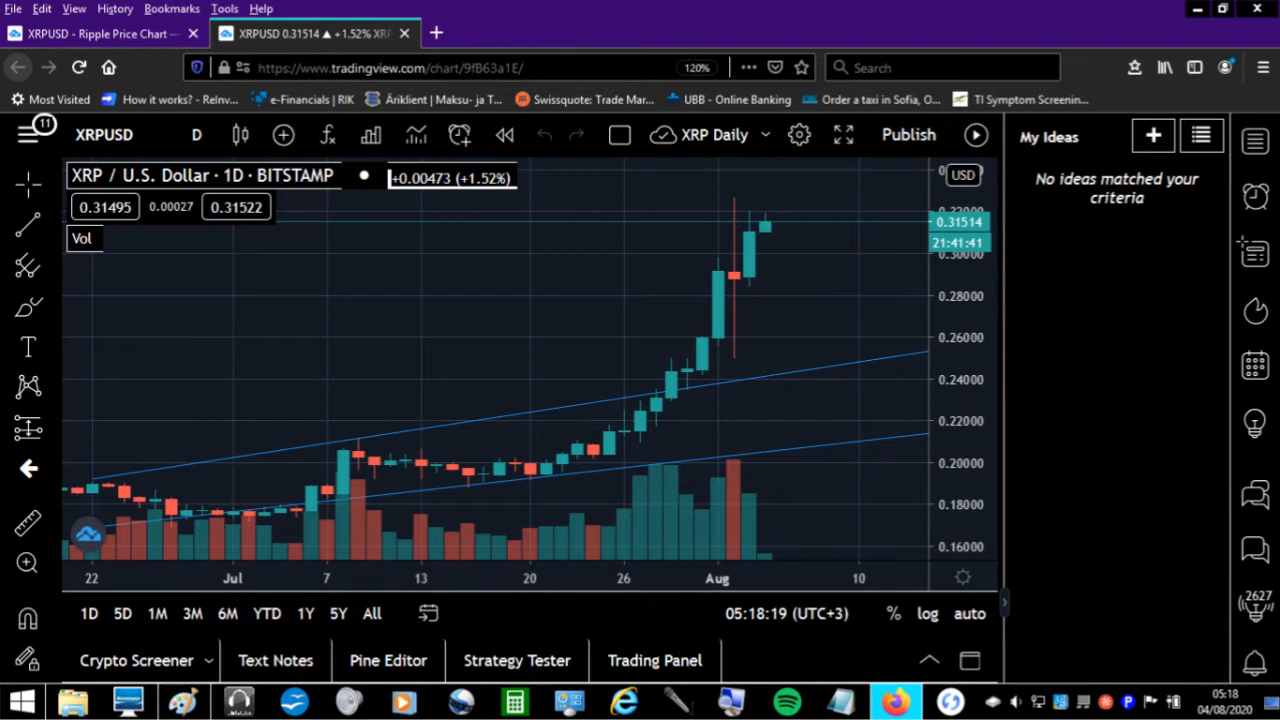 File Edit View History Bookmarks Tools Help
XRPUSD - Ripple Price Chart —
XRPUSD 0.31514 ▲ +1.52% XRP
https://www.tradingview.com/chart/9fB63a1E/
120%
Search
Most Visited
How it works? - ReInv...
e-Financials | RIK
Äriklient | Maksu- ja T...
Swissquote: Trade Mar...
UBB - Online Banking
Order a taxi in Sofia, O...
TI Symptom Screenin...
11
XRPUSD
D
XRP Daily
Publish
My Ideas
No ideas matched your
criteria
XRP / U.S. Dollar · 1D · BITSTAMP
+0.00473 (+1.52%)
0.31495
0.00027
0.31522
Vol
USD
0.32000
0.31514
21:41:41
0.30000
0.28000
0.26000
0.24000
0.22000
0.20000
0.18000
0.16000
22 Jul 7 13 20 26 Aug 10
1D 5D 1M 3M 6M YTD 1Y 5Y All
05:18:19 (UTC+3)
% log auto
2627
Crypto Screener
Text Notes
Pine Editor
Strategy Tester
Trading Panel
05:18
04/08/2020